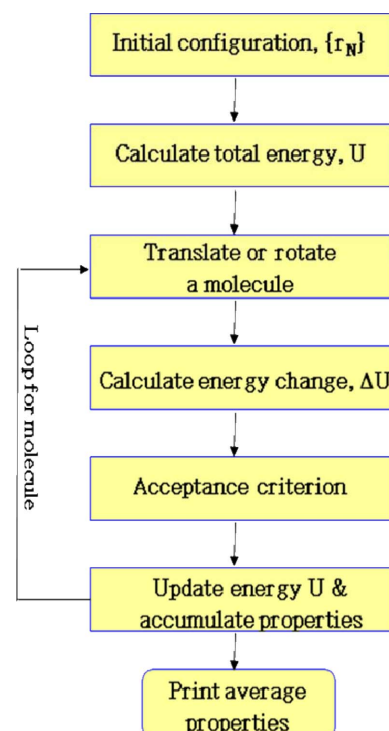 Initial configuration, {r_N}
Calculate total energy, U
Translate or rotate
a molecule
Loop for molecule
Calculate energy change, ΔU
Acceptance criterion
Update energy U &
accumulate properties
Print average
properties